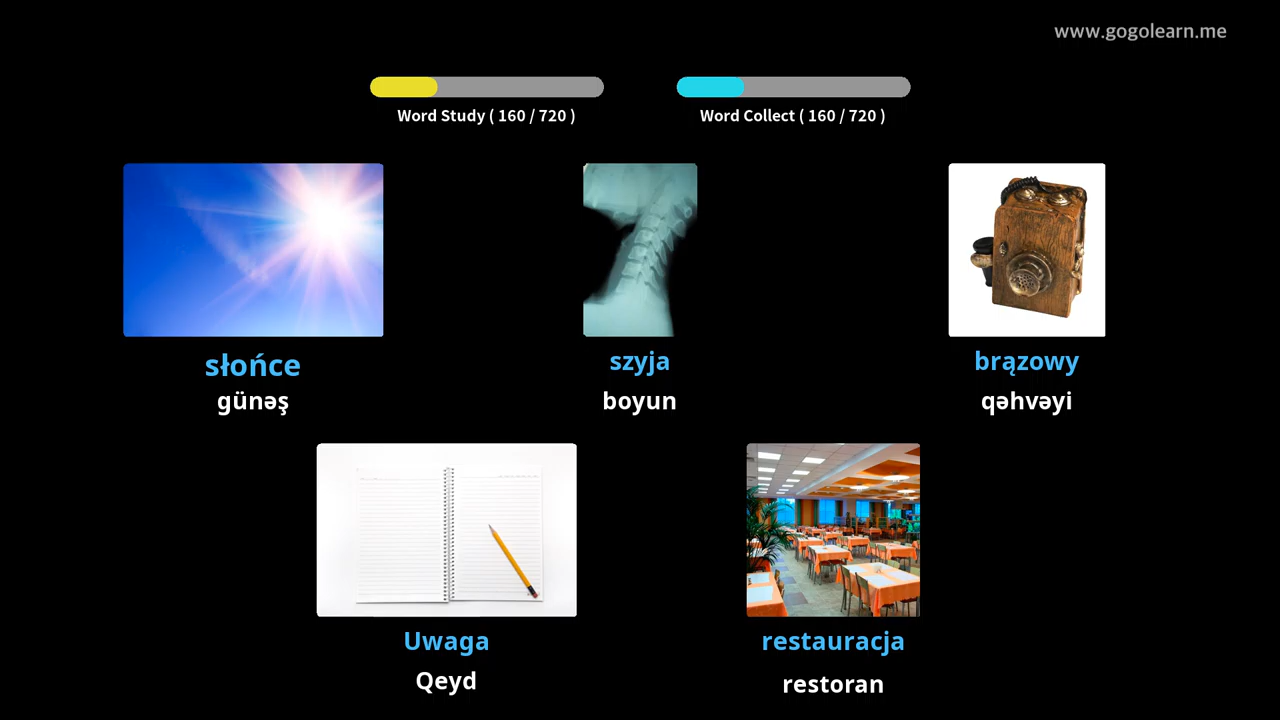 www.gogolearn.me
Word Study ( 160 / 720 )
Word Collect ( 160 / 720 )
słońce
günəş
szyja
boyun
brązowy
qəhvəyi
Uwaga
Qeyd
restauracja
restoran